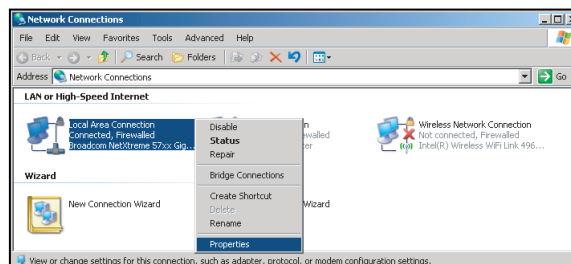 Network Connections
File Edit View Favorites Tools Advanced Help
Back Search Folders
Address Network Connections Go
LAN or High-Speed Internet
Local Area Connection
Connected, Firewalled
Broadcom NetXtreme 57xx Gig...
Disable
Status
Repair
Bridge Connections
Create Shortcut
Delete
Rename
Properties
Wireless Network Connection
Not connected, Firewalled
Intel(R) Wireless WiFi Link 496...
Wizard
New Connection Wizard
Wizard
View or change settings for this connection, such as adapter, protocol, or modem configuration settings.